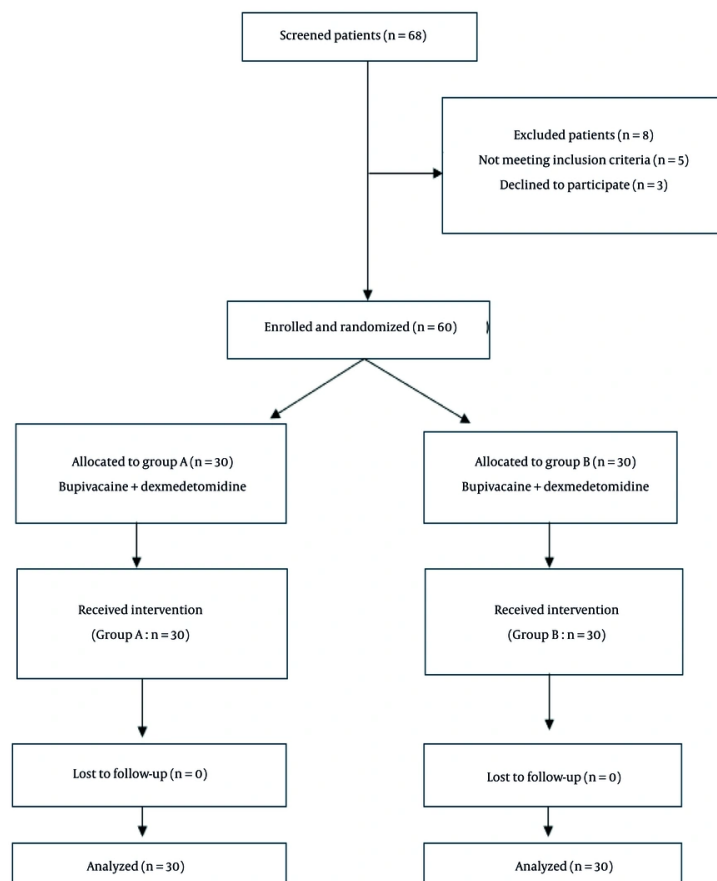 Screened patients (n = 68)
Excluded patients (n = 8)
Not meeting inclusion criteria (n = 5)
Declined to participate (n = 3)
Enrolled and randomized (n = 60) )
Allocated to group A (n = 30)
Bupivacaine + dexmedetomidine
Allocated to group B (n = 30)
Bupivacaine + dexmedetomidine
Received intervention
(Group A : n = 30)
Received intervention
(Group B : n = 30)
Lost to follow-up (n = 0)
Lost to follow-up (n = 0)
Analyzed (n = 30)
Analyzed (n = 30)